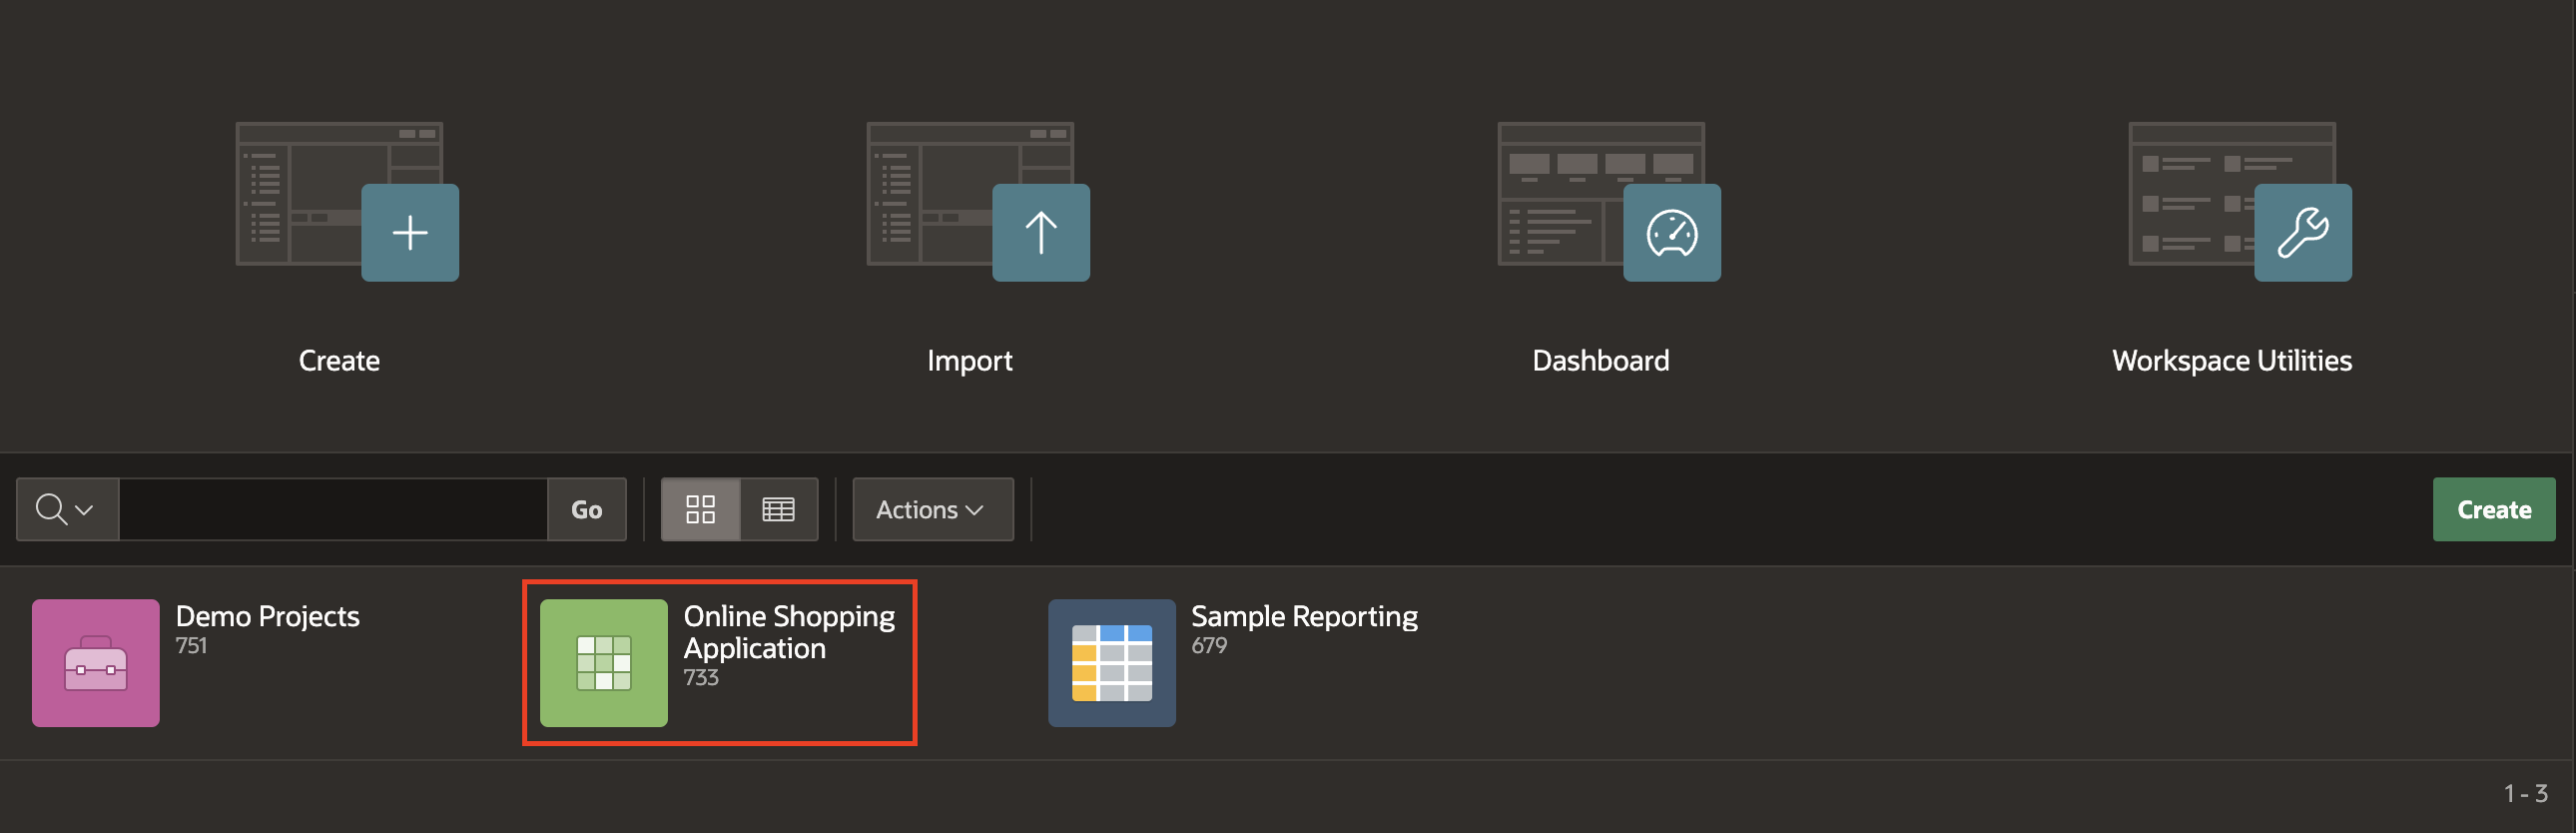 Create
Import
Dashboard
Workspace Utilities
Go
Actions
Create
Demo Projects
751
Online Shopping
Application
733
Sample Reporting
679
1 - 3